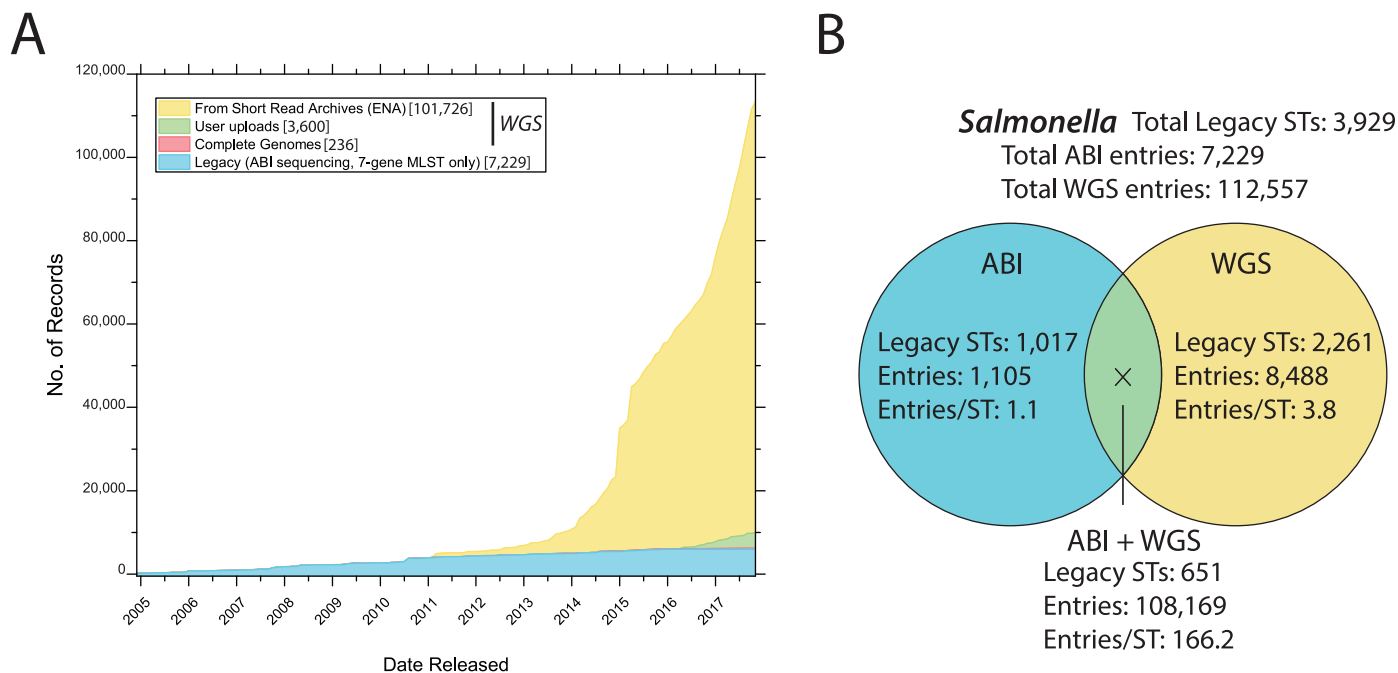 A
120,000
100,000
80,000
60,000
40,000
20,000
0
No. of Records
From Short Read Archives (ENA) [101,726]
User uploads [3,600]
Complete Genomes [236]
Legacy (ABI sequencing, 7-gene MLST only) [7,229]
WGS
2005 2006 2007 2008 2009 2010 2011 2012 2013 2014 2015 2016 2017
Date Released
B
Salmonella Total Legacy STs: 3,929
Total ABI entries: 7,229
Total WGS entries: 112,557
ABI
Legacy STs: 1,017
Entries: 1,105
Entries/ST: 1.1
WGS
Legacy STs: 2,261
Entries: 8,488
Entries/ST: 3.8
ABI + WGS
Legacy STs: 651
Entries: 108,169
Entries/ST: 166.2